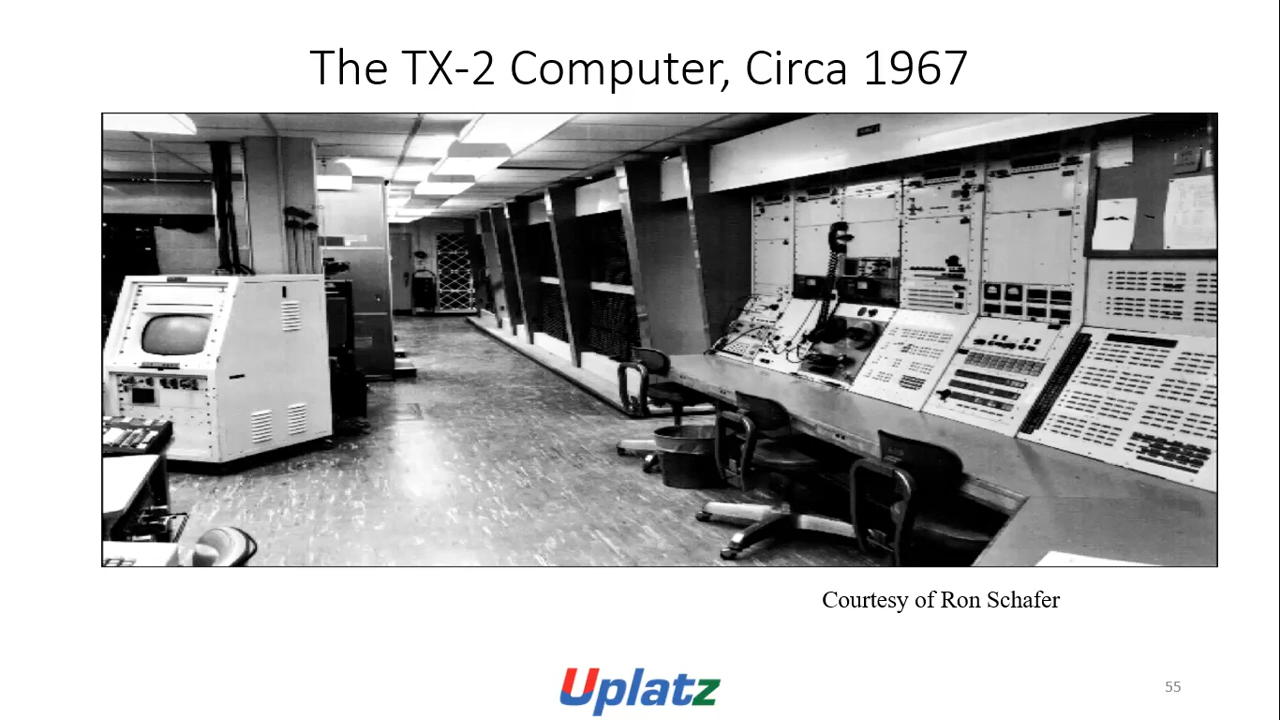 The TX-2 Computer, Circa 1967
Courtesy of Ron Schafer
Uplatz
55